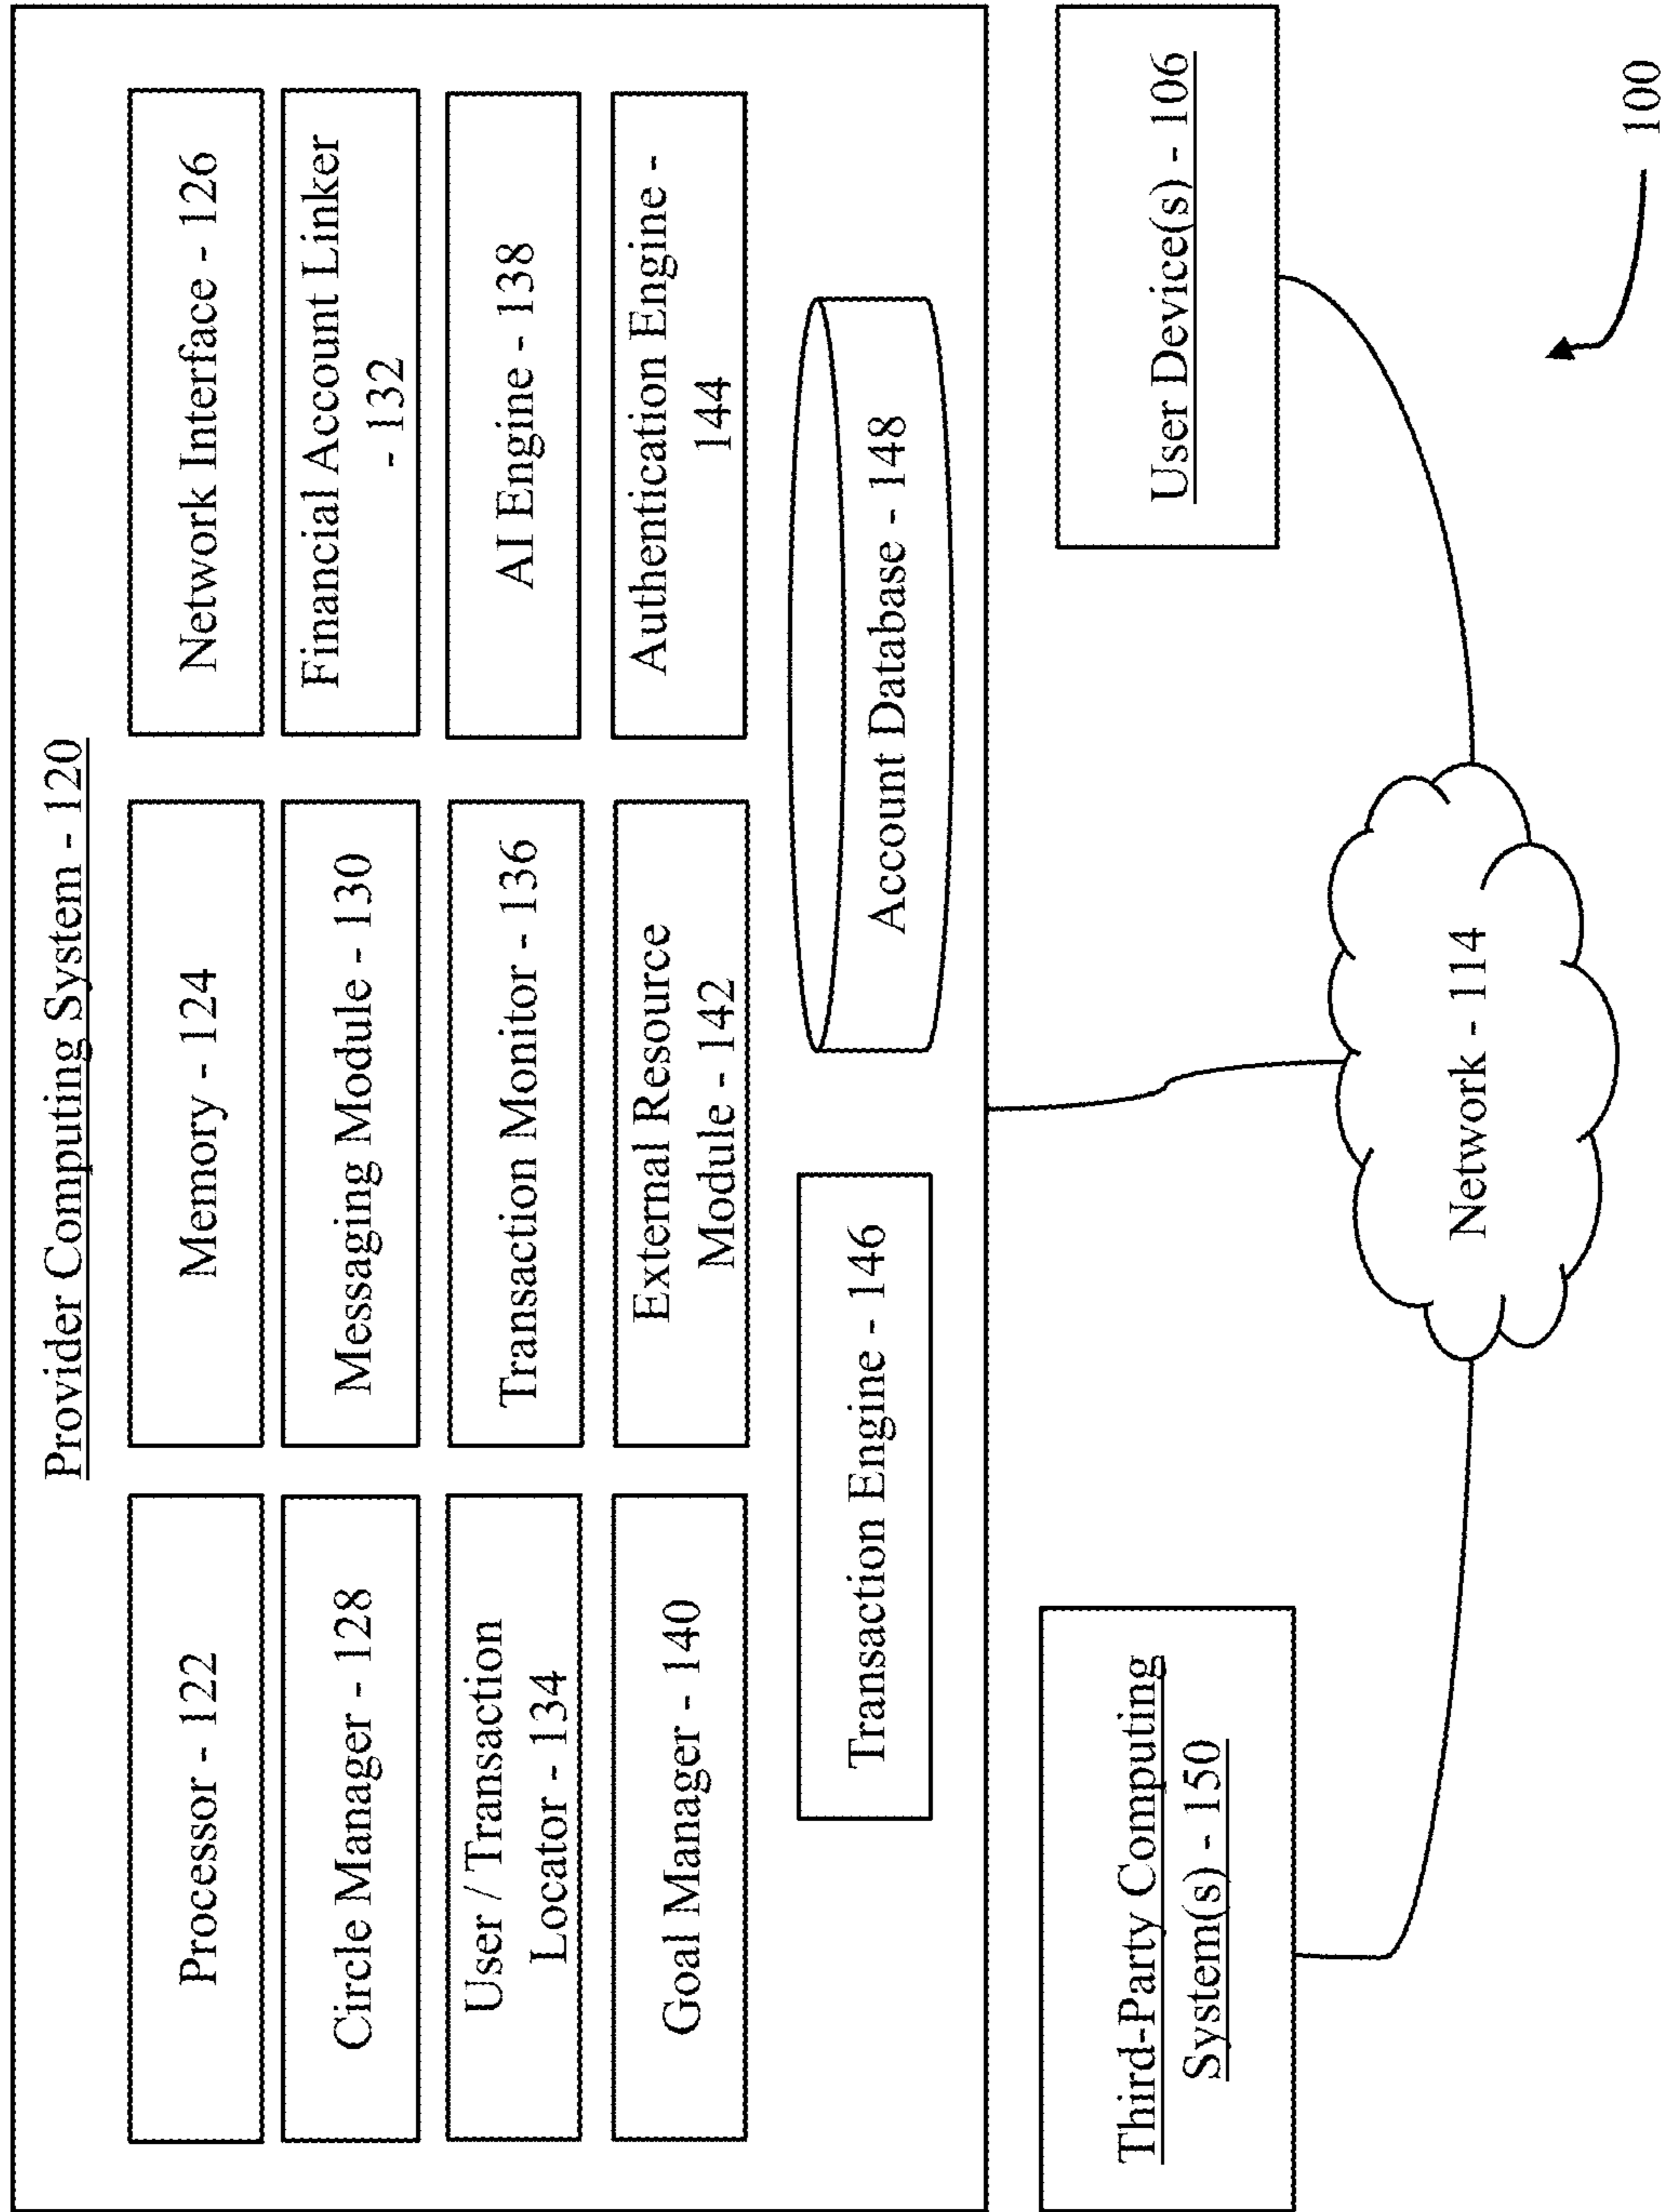 Provider Computing System - 120
Processor - 122
Memory - 124
Network Interface - 126
Circle Manager - 128
Messaging Module - 130
Financial Account Linker
- 132
User / Transaction
Locator - 134
Transaction Monitor - 136
AI Engine - 138
Goal Manager - 140
External Resource
Module - 142
Authentication Engine -
144
Transaction Engine - 146
Account Database - 148
Third-Party Computing
System(s) - 150
User Device(s) - 106
Network - 114
100